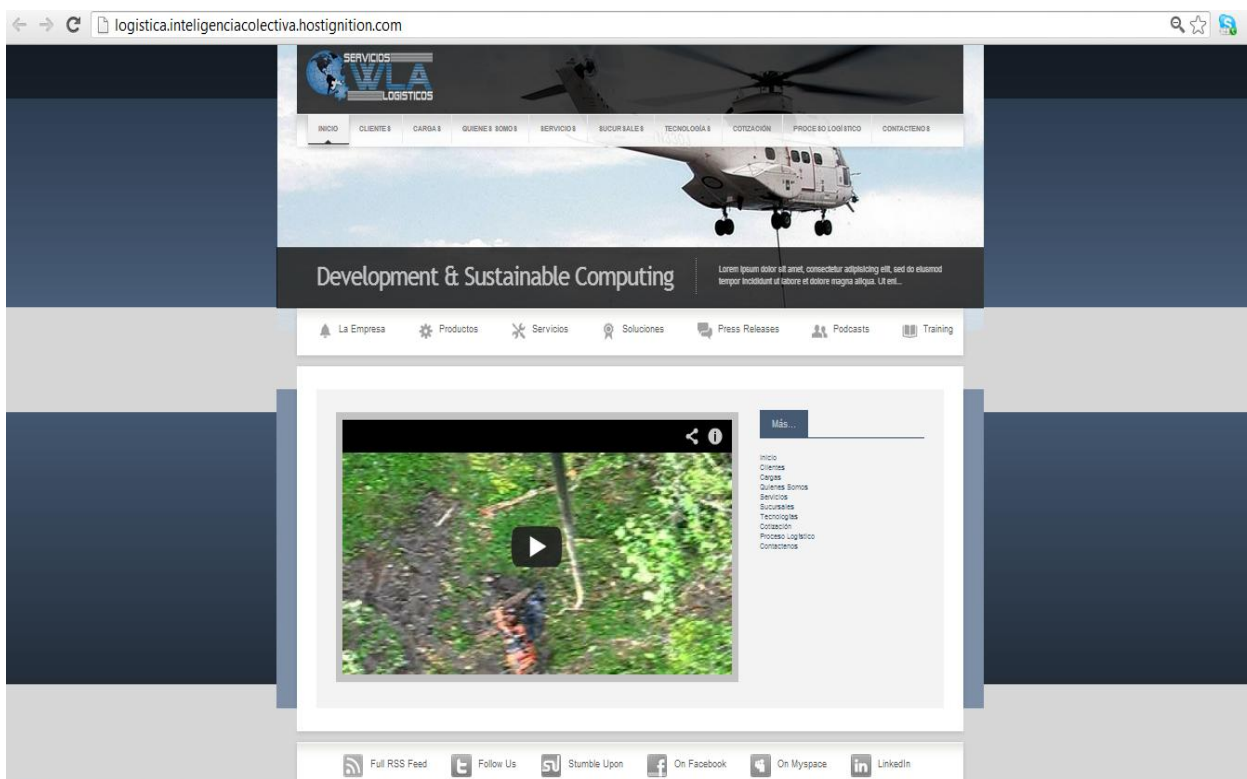 logistica.inteligenciacolectiva.hostignition.com
SERVICIOS
WLA
LOGISTICOS
INICIO CLIENTES CARGAS QUIENES SOMOS SERVICIOS SUCURSALES TECNOLOGÍAS COTIZACIÓN PROCESO LOGÍSTICO CONTACTENOS
Development & Sustainable Computing
Lorem ipsum dolor sit amet, consectetur adipisicing elit, sed do eiusmod
tempor incididunt ut labore et dolore magna aliqua. Ut eni...
La Empresa Productos Servicios Soluciones Press Releases Podcasts Training
Más...
Inicio
Clientes
Cargas
Quienes Somos
Servicios
Sucursales
Tecnologías
Cotización
Proceso Logístico
Contactenos
Full RSS Feed Follow Us Stumble Upon On Facebook On Myspace LinkedIn